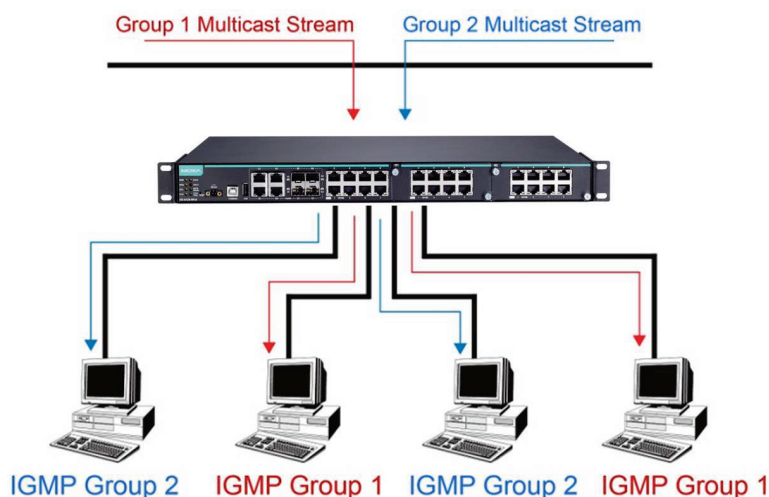 Group 1 Multicast Stream
Group 2 Multicast Stream
IGMP Group 2
IGMP Group 1
IGMP Group 2
IGMP Group 1